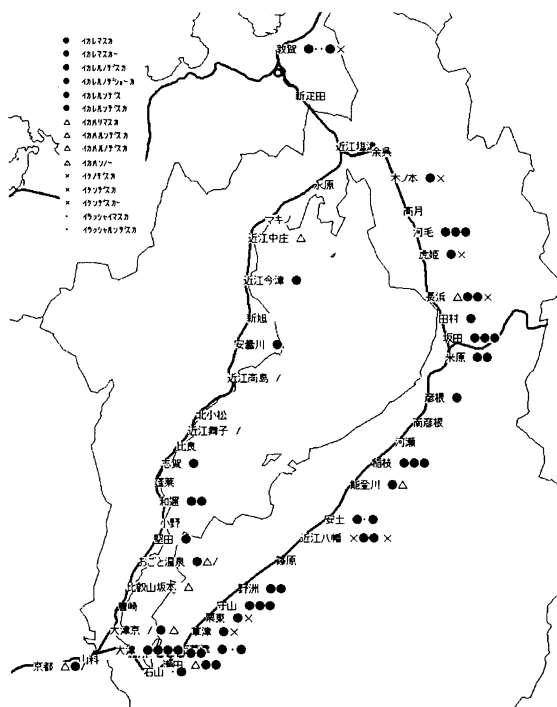 イカレマスカ
イカレマスカー
イカレルノデスカ
イカレルノデショーカ
イカレルンデス
イカレルンデスカ
イカハリマスカ
イカハルンデスカ
イカハルノデスカ
イカハンノー
イクノデスカ
イクンデスカ
イクンデスカー
イラッシャイマスカ
イラッシャルンデスカ
敦賀
新疋田
近江塩津
余呉
永原
木ノ本
マキノ
高月
近江中庄
河毛
虎姫
近江今津
長浜
新旭
田村
安曇川
坂田
米原
近江高島
彦根
北小松
南彦根
近江舞子
河瀬
比良
志賀
稲枝
蓬莱
能登川
和邇
小野
安土
堅田
近江八幡
おごと温泉
篠原
比叡山坂本
野洲
唐崎
守山
栗東
大津京
草津
大津
山科
京都
石山